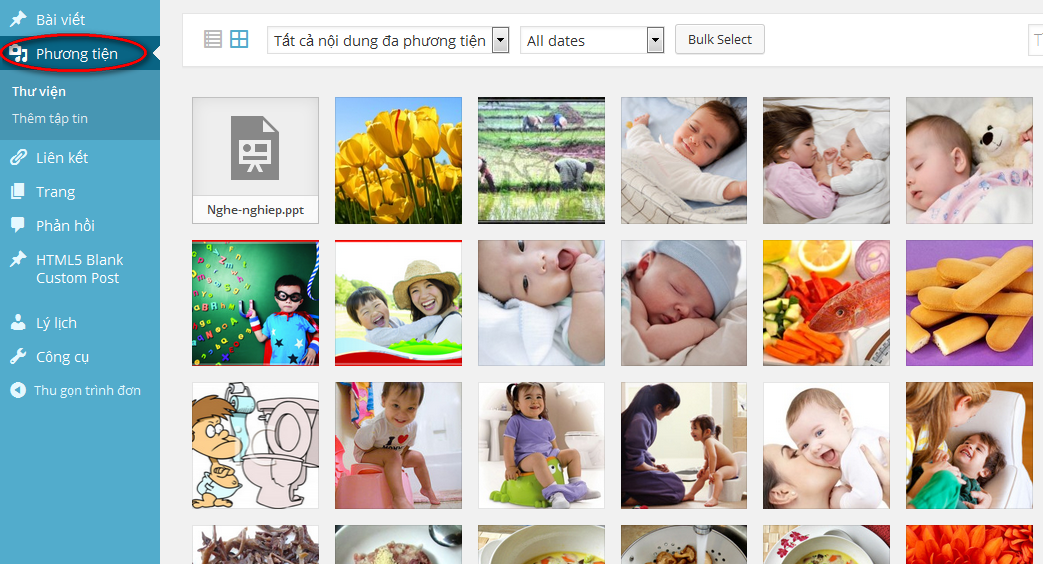 Bài viết
Phương tiện
Thư viện
Thêm tập tin
Liên kết
Trang
Phản hồi
HTML5 Blank
Custom Post
Lý lịch
Công cụ
Thu gọn trình đơn
Tất cả nội dung đa phương tiện
All dates
Bulk Select
Nghe-nghiep.ppt
I